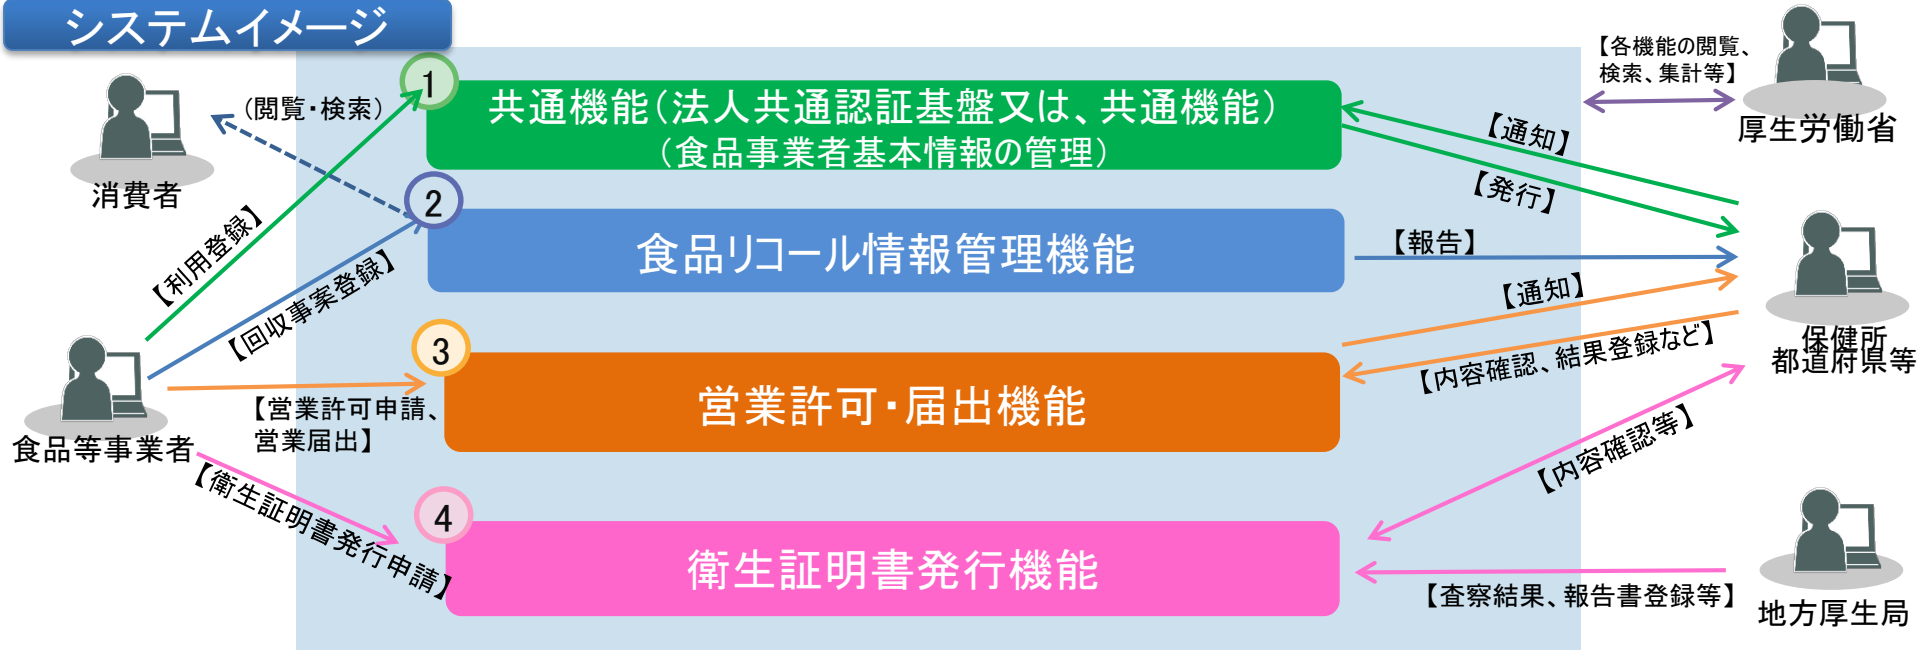 システムイメージ
消費者
(閲覧・検索)
1
共通機能(法人共通認証基盤又は、共通機能)
(食品事業者基本情報の管理)
【各機能の閲覧、
検索、集計等】
厚生労働省
【通知】
【発行】
【利用登録】
2
食品リコール情報管理機能
【報告】
【回収事案登録】
【通知】
【内容確認、結果登録など】
保健所
都道府県等
食品等事業者
3
営業許可・届出機能
【営業許可申請、
営業届出】
【内容確認等】
【衛生証明書発行申請】
4
衛生証明書発行機能
【査察結果、報告書登録等】
地方厚生局